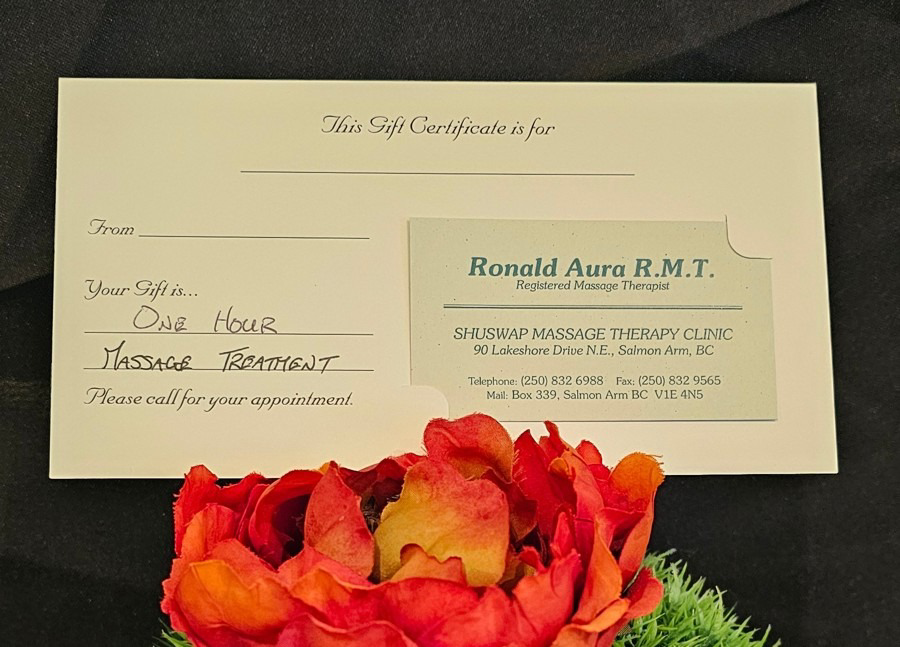 This Gift Certificate is for
From
Your Gift is...
ONE HOUR
MASSAGE TREATMENT
Please call for your appointment.
Ronald Aura R.M.T.
Registered Massage Therapist
SHUSWAP MASSAGE THERAPY CLINIC
90 Lakeshore Drive N.E., Salmon Arm, BC
Telephone: (250) 832 6988 Fax: (250) 832 9565
Mail: Box 339, Salmon Arm BC V1E 4N5